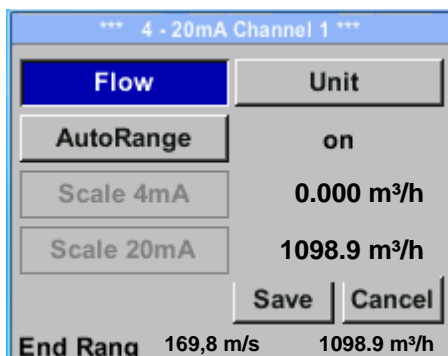 *** 4 - 20mA Channel 1 ***
Flow Unit
AutoRange on
Scale 4mA 0.000 m³/h
Scale 20mA 1098.9 m³/h
Save Cancel
End Rang 169,8 m/s 1098.9 m³/h